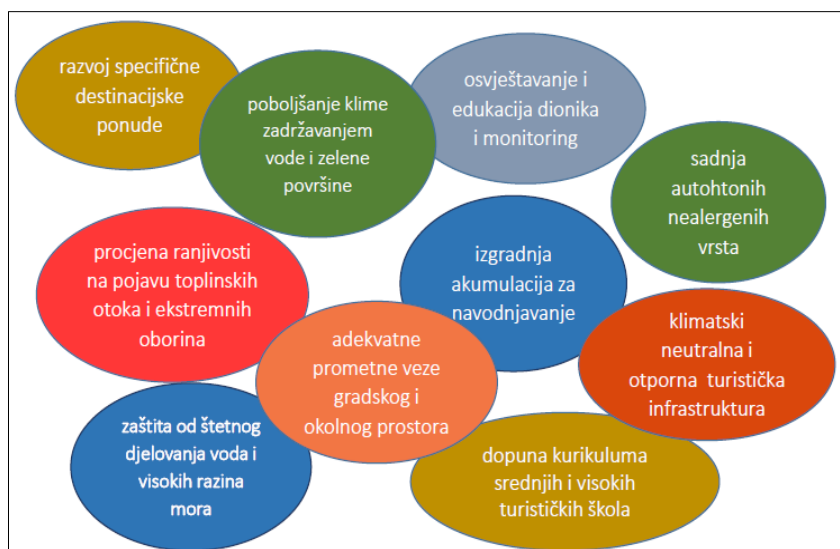 razvoj specifične
destinacijske
ponude
poboljšanje klime
zadržavanjem
vode i zelene
površine
osvještavanje i
edukacija dionika
i monitoring
sadnja
autohtonih
nealergenih
vrsta
procjena ranjivosti
na pojavu toplinskih
otoka i ekstremnih
oborina
izgradnja
akumulacija za
navodnjavanje
adekvatne
prometne veze
gradskog i
okolnog prostora
klimatski
neutralna i
otporna turistička
infrastruktura
zaštita od štetnog
djelovanja voda i
visokih razina
mora
dopuna kurikuluma
srednjih i visokih
turističkih škola